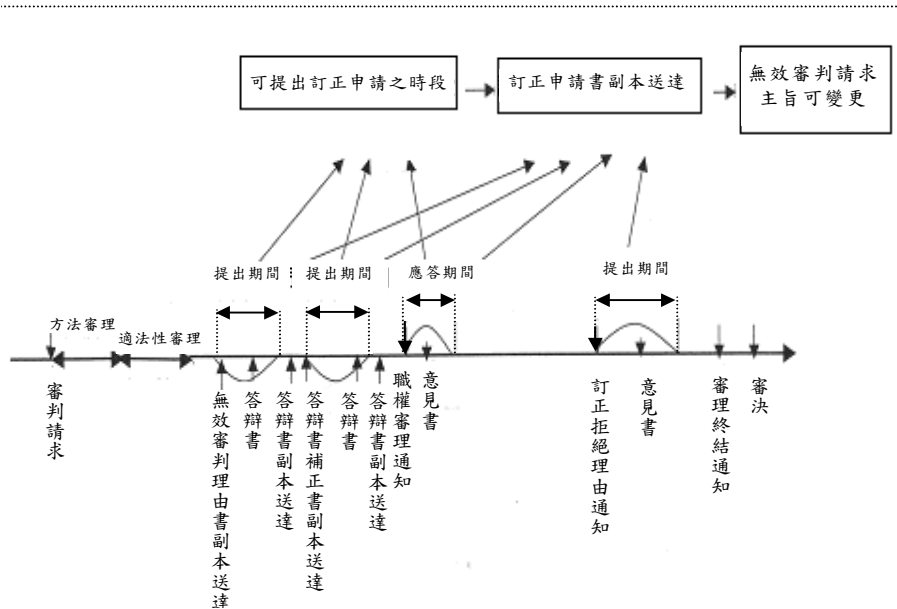 可提出訂正申請之時段
訂正申請書副本送達
無效審判請求
主旨可變更
提出期間
提出期間
應答期間
提出期間
方法審理
適法性審理
審判請求
無效審判理由書副本送達
答辯書
答辯書副本送達
答辯書補正書副本送達
答辯書
答辯書副本送達
職權審理通知
意見書
訂正拒絕理由通知
意見書
審理終結通知
審決